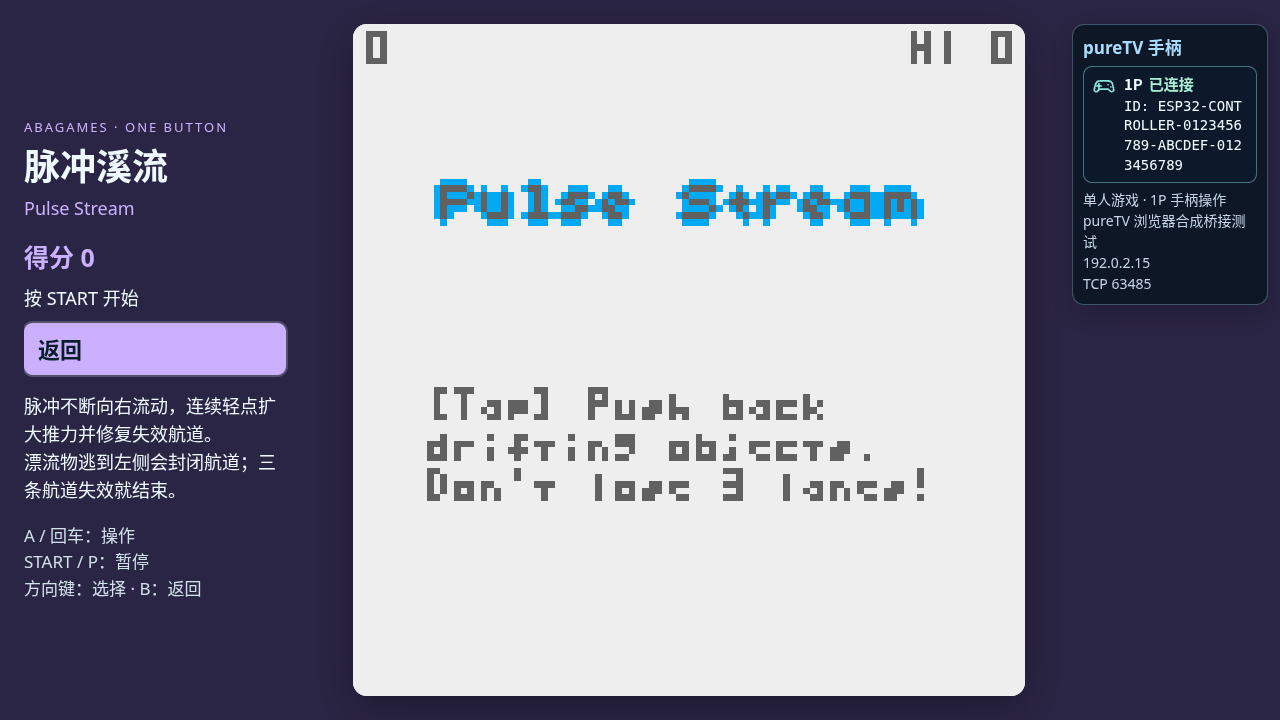 ABAGAMES · ONE BUTTON
脉冲溪流
Pulse Stream
得分 0
按 START 开始
返回
脉冲不断向右流动，连续轻点扩
大推力并修复失效航道。
漂流物逃到左侧会封闭航道；三
条航道失效就结束。
A / 回车：操作
START / P：暂停
方向键：选择 · B：返回
0
HI 0
Pulse Stream
[Tap] Push back
drifting objects.
Don't lose 3 lanes!
pureTV 手柄
1P 已连接
ID: ESP32-CONT
ROLLER-0123456
789-ABCDEF-012
3456789
单人游戏 · 1P 手柄操作
pureTV 浏览器合成桥接测
试
192.0.2.15
TCP 63485